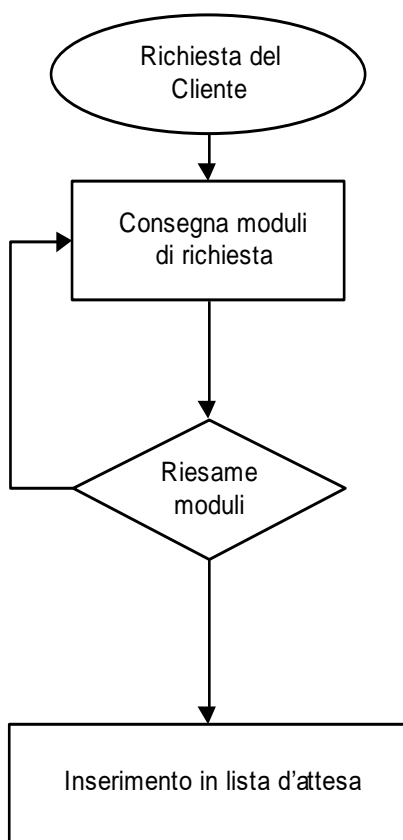 Richiesta del
Cliente
Consegna moduli
di richiesta
Riesame
moduli
Inserimento in lista d'attesa